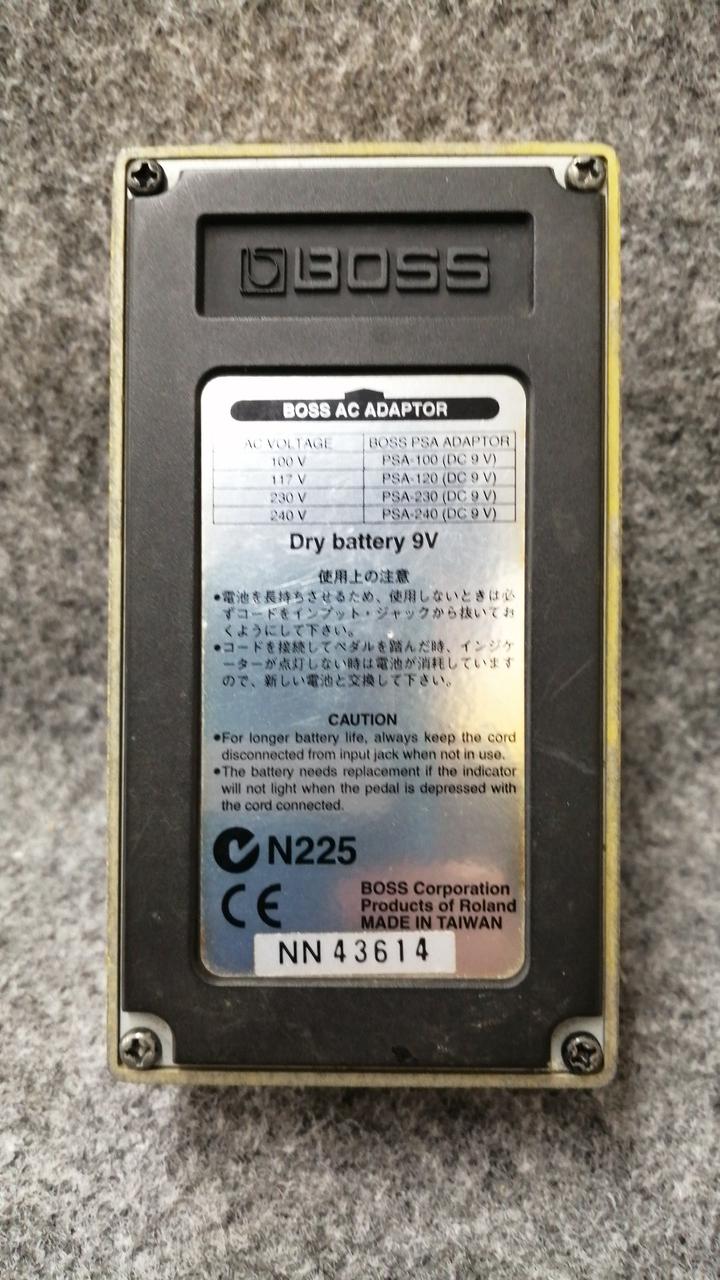 BOSS
BOSS AC ADAPTOR
AC VOLTAGE BOSS PSA ADAPTOR
100 V PSA-100 (DC 9 V)
117 V PSA-120 (DC 9 V)
230 V PSA-230 (DC 9 V)
240 V PSA-240 (DC 9 V)
Dry battery 9V
使用上の注意
●電池を長持ちさせるため、使用しないときは必
ずコードをインプット・ジャックから抜いてお
くようにして下さい。
●コードを接続してペダルを踏んだ時、インジケ
ーターが点灯しない時は電池が消耗しています
ので、新しい電池と交換して下さい。
CAUTION
●For longer battery life, always keep the cord
disconnected from input jack when not in use.
●The battery needs replacement if the indicator
will not light when the pedal is depressed with
the cord connected.
N225
CE
BOSS Corporation
Products of Roland
MADE IN TAIWAN
NN 43614